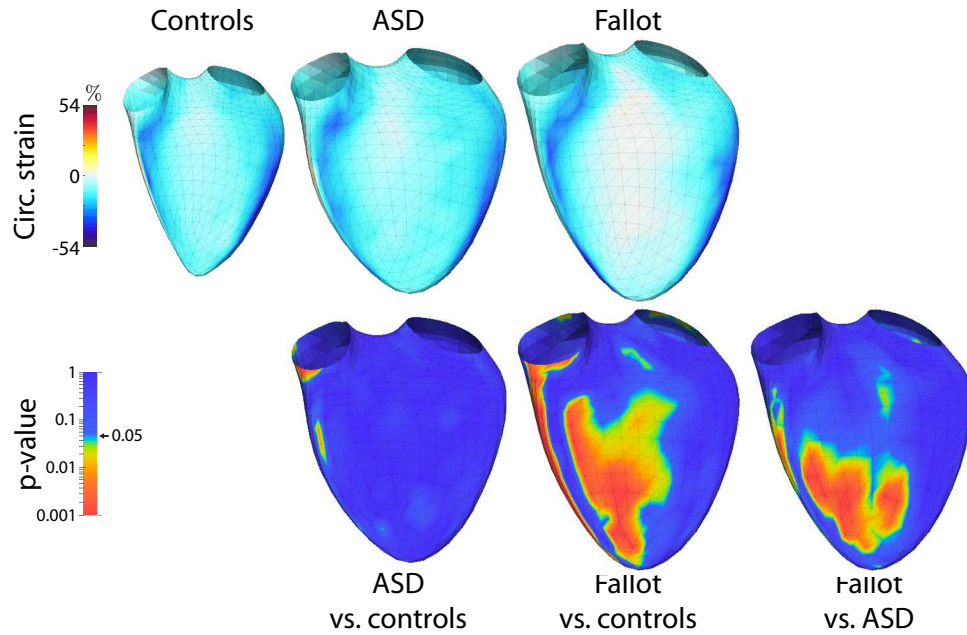 Controls
ASD
Fallot
%
54
0
-54
Circ. strain
1
0.1
0.05
0.01
0.001
p-value
ASD
vs. controls
Fallot
vs. controls
Fallot
vs. ASD